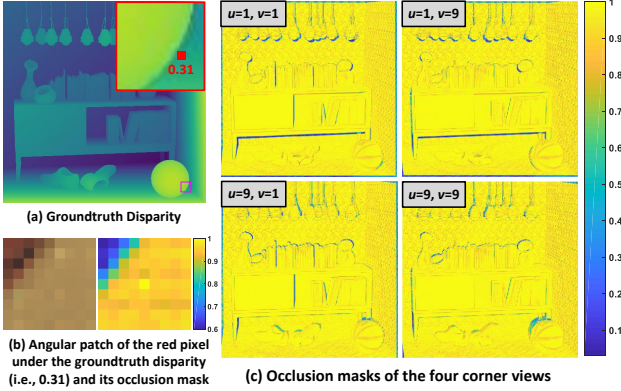 0.31
(a) Groundtruth Disparity
1
0.9
0.8
0.7
0.6
(b) Angular patch of the red pixel
under the groundtruth disparity
(i.e., 0.31) and its occlusion mask
u=1, v=1
u=1, v=9
u=9, v=1
u=9, v=9
1
0.9
0.8
0.7
0.6
0.5
0.4
0.3
0.2
0.1
(c) Occlusion masks of the four corner views